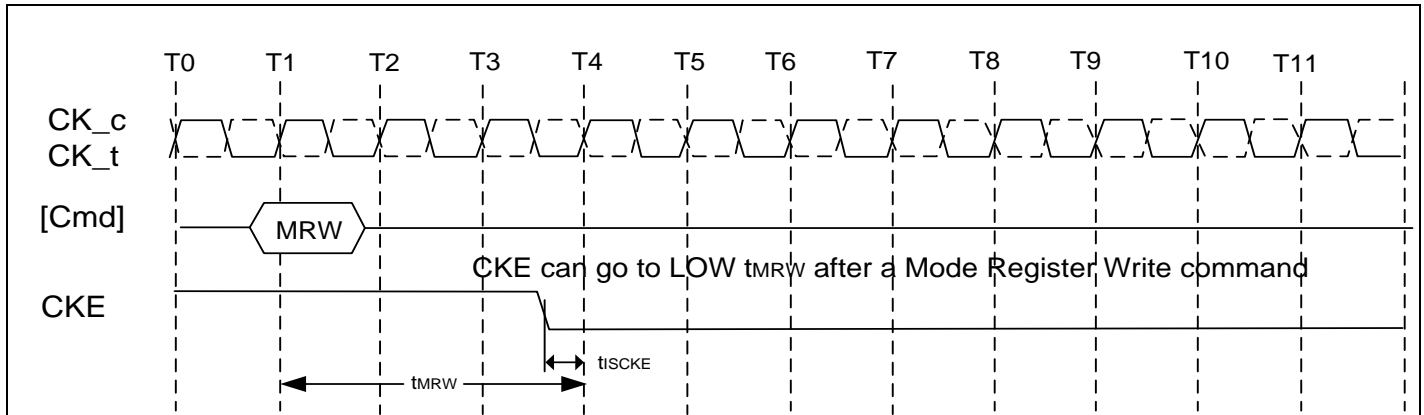 T0 T1 T2 T3 T4 T5 T6 T7 T8 T9 T10 T11
CK_c
CK_t
[Cmd] MRW
CKE can go to LOW tMRW after a Mode Register Write command
CKE
tISCKE
tMRW